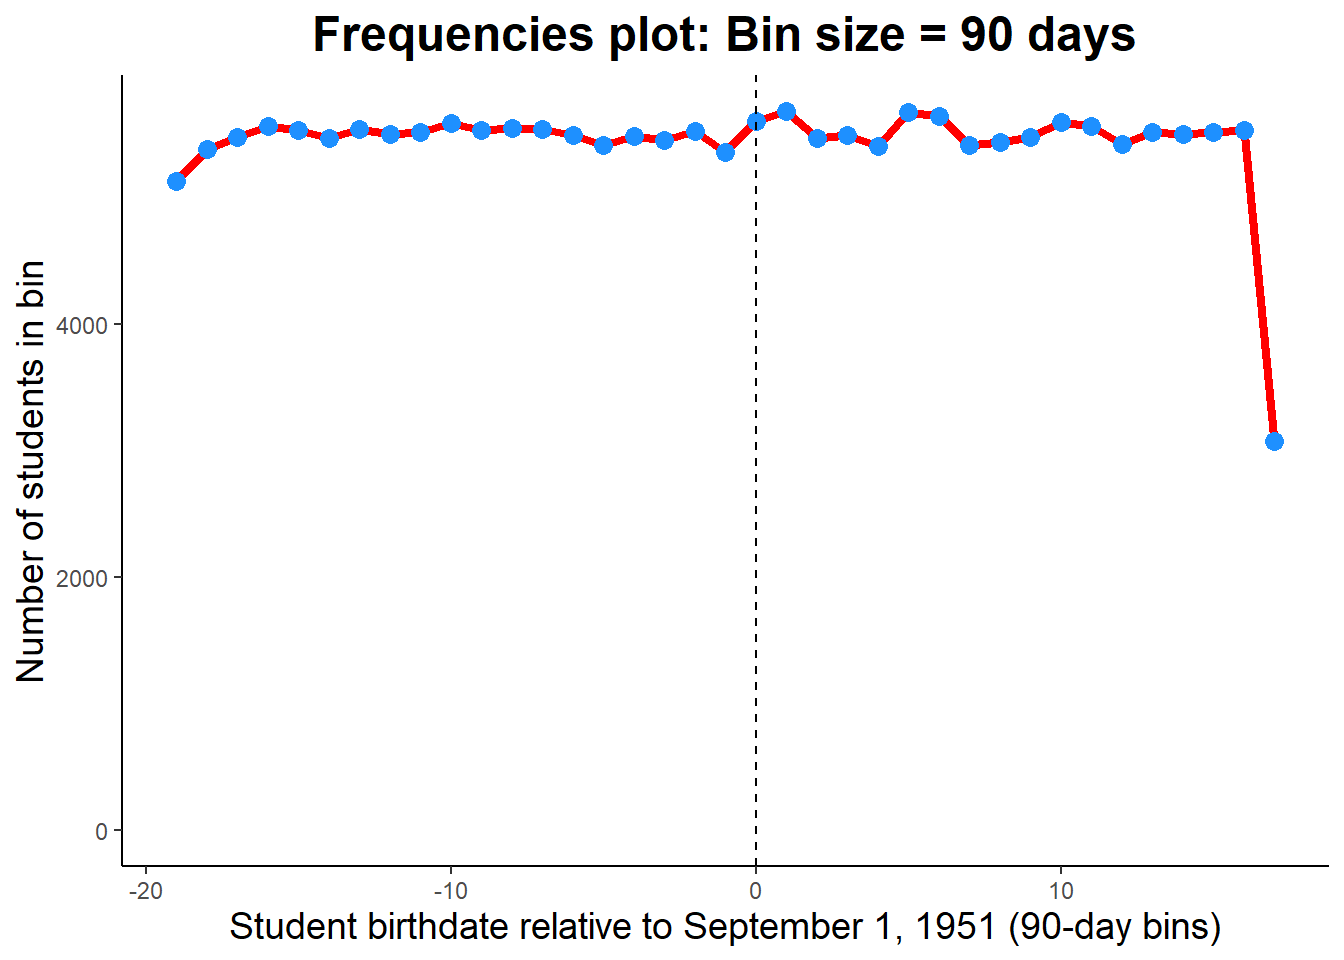 Frequencies plot: Bin size = 90 days
Number of students in bin
4000
2000
0
-20 -10 0 10
Student birthdate relative to September 1, 1951 (90-day bins)